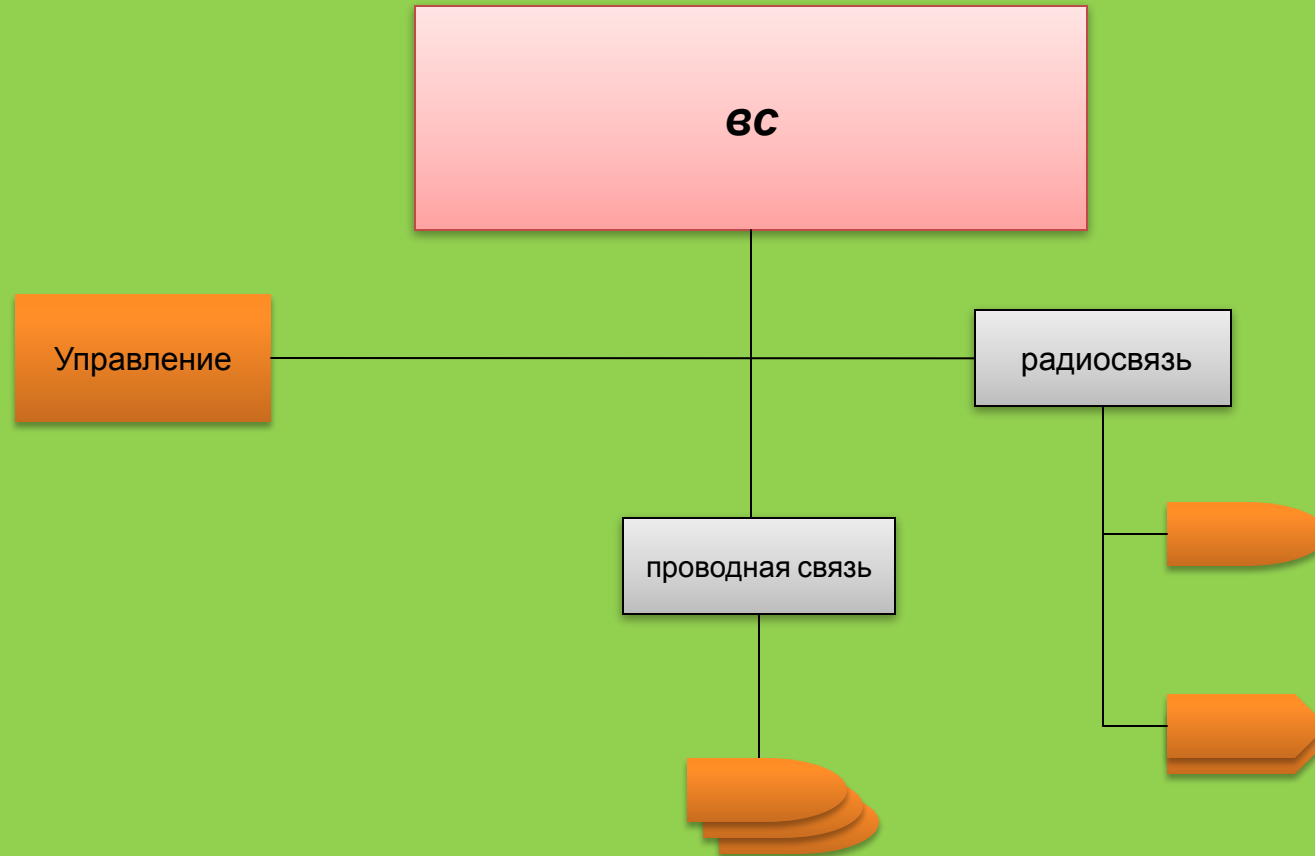 вс
Управление
радиосвязь
проводная связь